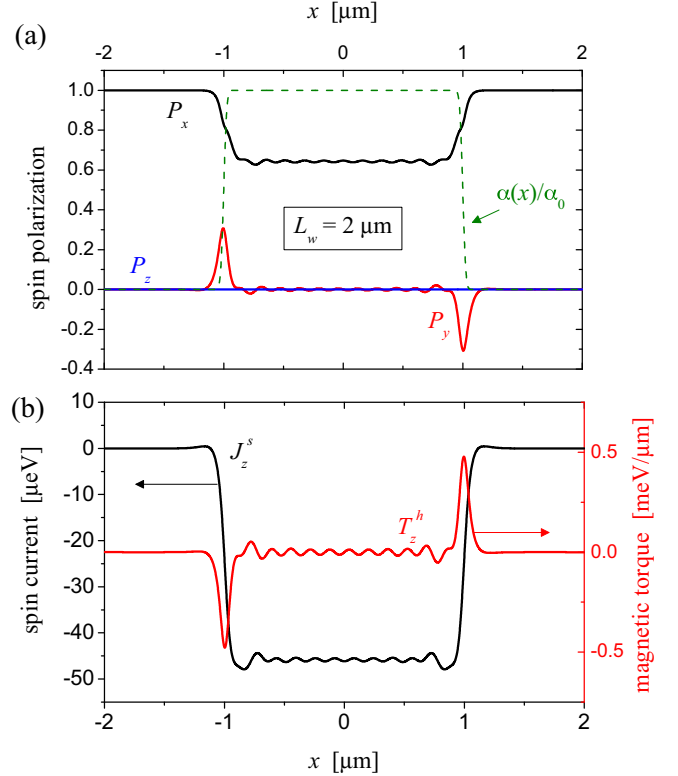 x [μm]
(a)
-2 -1 0 1 2
1.0
0.8
0.6
0.4
0.2
0.0
-0.2
-0.4
spin polarization
P_x
α(x)/α_0
L_w = 2 μm
P_z
P_y
(b)
10
0
-10
-20
-30
-40
-50
spin current [μeV]
J_z^s
T_z^h
0.5
0.0
-0.5
magnetic torque [meV/μm]
-2 -1 0 1 2
x [μm]